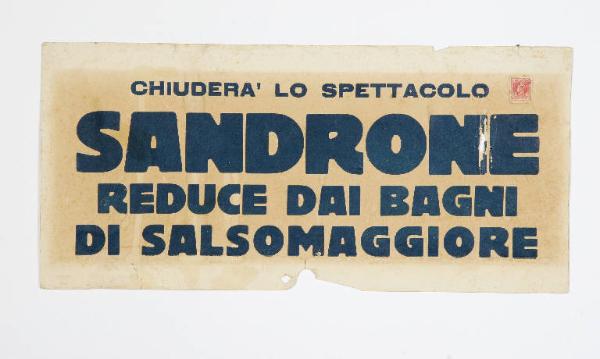 CHIUDERA' LO SPETTACOLO
SANDRONE
REDUCE DAI BAGNI
DI SALSOMAGGIORE